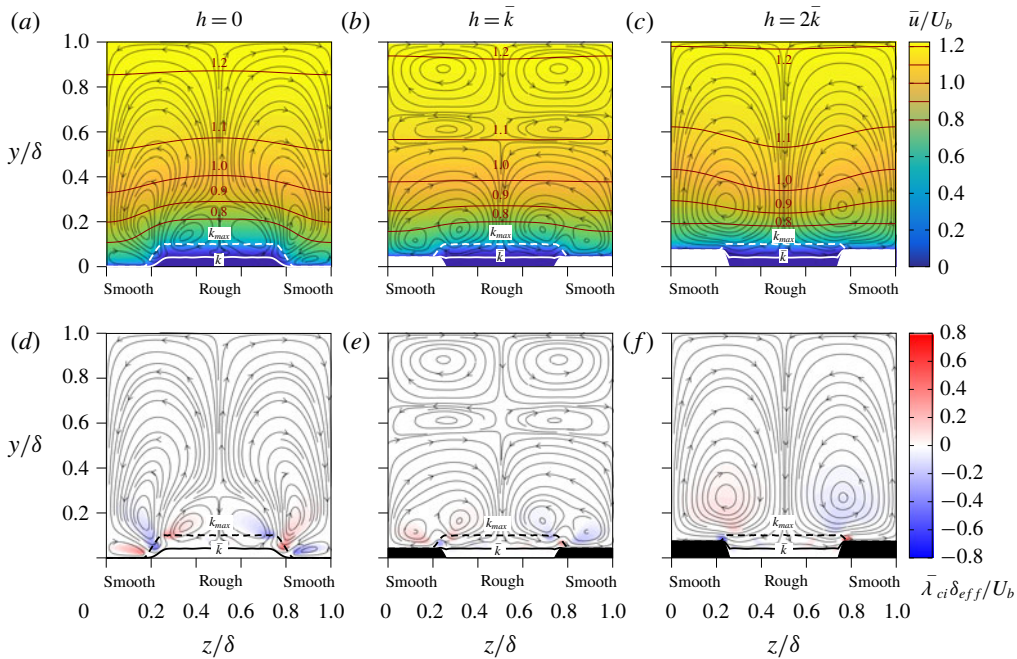 (a) h = 0 (b) h = k̄ (c) h = 2k̄ ū/U_b
1.0 1.2 1.2 1.2 1.2
0.8 1.1 1.1 1.0
0.6 0.8
y/δ 1.0 1.0 1.1 0.6
0.4 0.9 0.9 1.0 0.4
0.2 0.8 0.8 0.9 0.8 0.2
k_max k_max k_max
0 k̄ k̄ k̄ 0
Smooth Rough Smooth Smooth Rough Smooth Smooth Rough Smooth
(d) (e) (f)
1.0 0.8
0.8 0.6
0.6 0.4
y/δ 0.2
0.4 0
0.2 −0.2
k_max k_max k_max −0.4
0 k̄ k̄ k̄ −0.6
−0.8
Smooth Rough Smooth Smooth Rough Smooth Smooth Rough Smooth
λ̄_ci δ_eff/U_b
0 0.2 0.4 0.6 0.8 1.0 0 0.2 0.4 0.6 0.8 1.0 0 0.2 0.4 0.6 0.8 1.0
z/δ z/δ z/δ